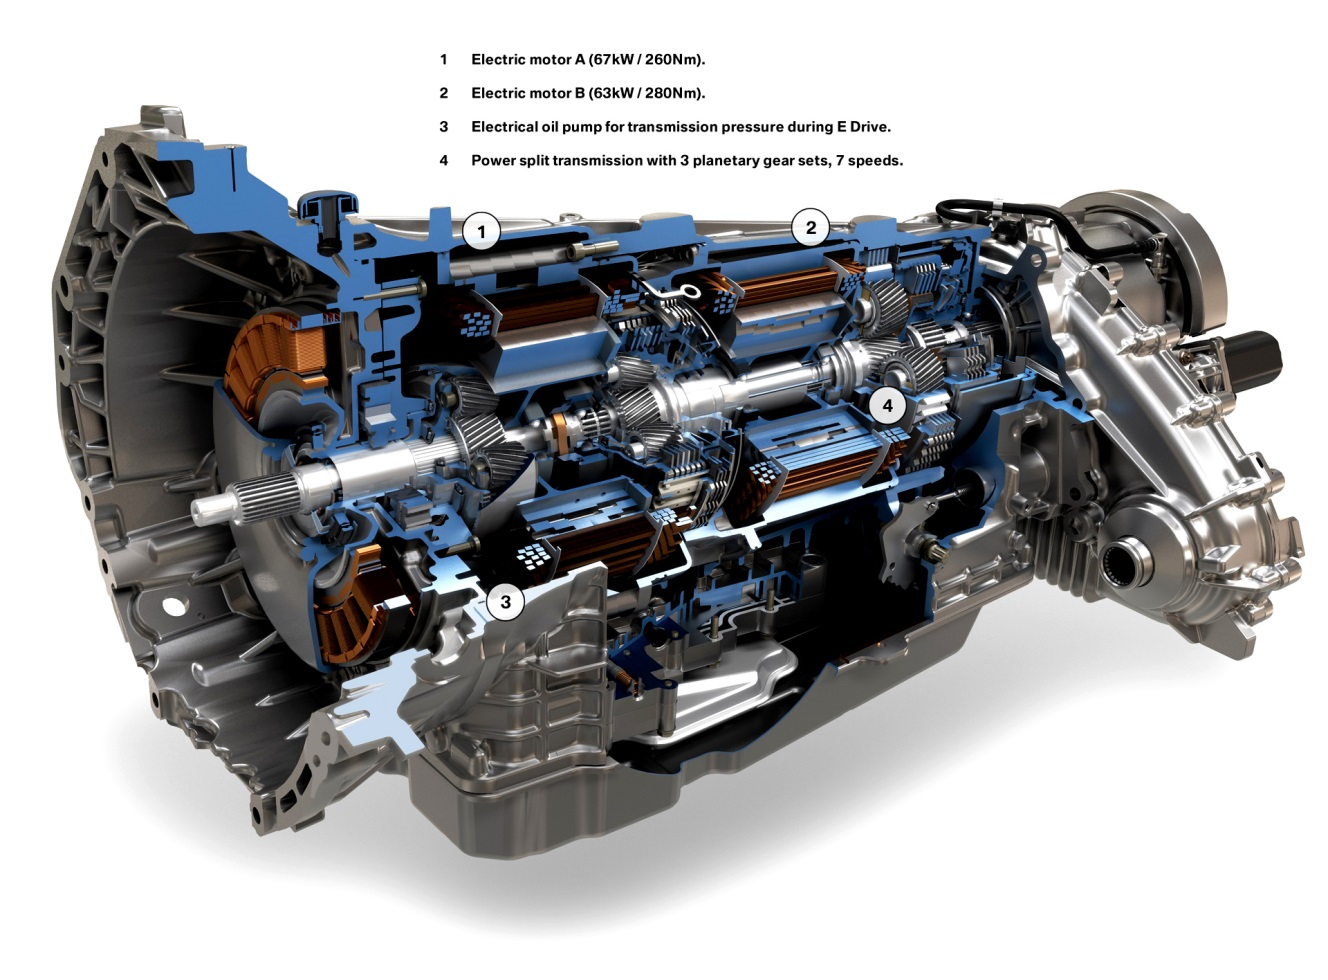 1 Electric motor A (67kW / 260Nm).
2 Electric motor B (63kW / 280Nm).
3 Electrical oil pump for transmission pressure during E Drive.
4 Power split transmission with 3 planetary gear sets, 7 speeds.
1
2
4
3